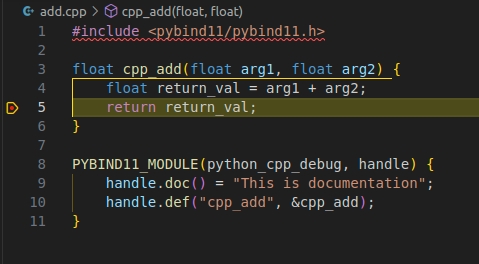 add.cpp > cpp_add(float, float)
1 #include <pybind11/pybind11.h>
2
3 float cpp_add(float arg1, float arg2) {
4     float return_val = arg1 + arg2;
5     return return_val;
6 }
7
8 PYBIND11_MODULE(python_cpp_debug, handle) {
9     handle.doc() = "This is documentation";
10     handle.def("cpp_add", &cpp_add);
11 }